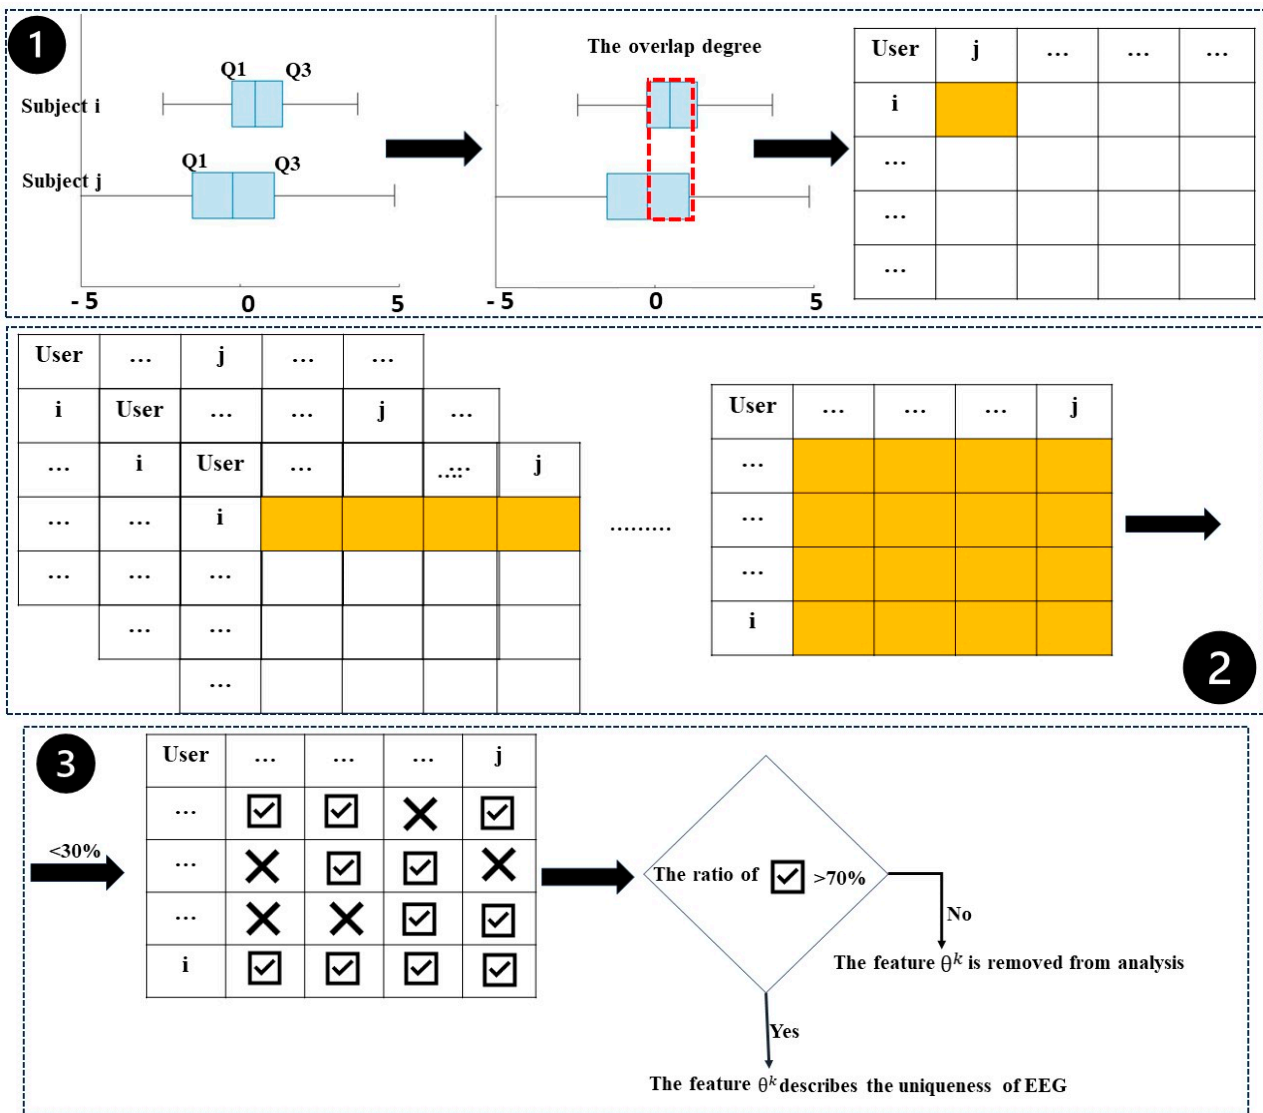 1
Q1 Q3
Subject i
Q1 Q3
Subject j
-5 0 5
The overlap degree
-5 0 5
User j ... ... ...
i
...
...
...
User ... j ... ...
i User ... ... j ...
... i User ... ..... j
... ... i
... ... ...
... ...
...
.........
User ... ... ... j
...
...
...
i
2
3
<30%
User ... ... ... j
...
...
...
i
The ratio of ☑ >70%
No
The feature θᵏ is removed from analysis
Yes
The feature θᵏ describes the uniqueness of EEG